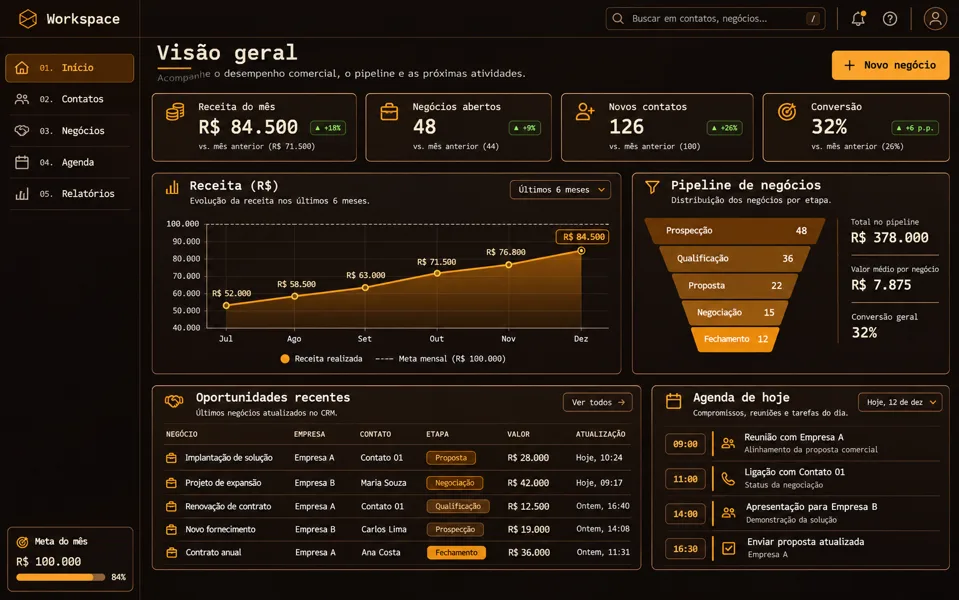 Workspace
Buscar em contatos, negócios...
/
01. Início
02. Contatos
03. Negócios
04. Agenda
05. Relatórios
Meta do mês
R$ 100.000
84%
Visão geral
Acompanhe o desempenho comercial, o pipeline e as próximas atividades.
+ Novo negócio
Receita do mês
R$ 84.500
▲ +18%
vs. mês anterior (R$ 71.500)
Negócios abertos
48
▲ +9%
vs. mês anterior (44)
Novos contatos
126
▲ +26%
vs. mês anterior (100)
Conversão
32%
▲ +6 p.p.
vs. mês anterior (26%)
Receita (R$)
Evolução da receita nos últimos 6 meses.
Últimos 6 meses
100.000
90.000
80.000
70.000
60.000
50.000
40.000
R$ 52.000
R$ 58.500
R$ 63.000
R$ 71.500
R$ 76.800
R$ 84.500
Jul
Ago
Set
Out
Nov
Dez
Receita realizada
Meta mensal (R$ 100.000)
Pipeline de negócios
Distribuição dos negócios por etapa.
Prospecção 48
Qualificação 36
Proposta 22
Negociação 15
Fechamento 12
Total no pipeline
R$ 378.000
Valor médio por negócio
R$ 7.875
Conversão geral
32%
Oportunidades recentes
Últimos negócios atualizados no CRM.
Ver todos →
NEGÓCIO EMPRESA CONTATO ETAPA VALOR ATUALIZAÇÃO
Implantação de solução Empresa A Contato 01 Proposta R$ 28.000 Hoje, 10:24
Projeto de expansão Empresa B Maria Souza Negociação R$ 42.000 Hoje, 09:17
Renovação de contrato Empresa A Contato 01 Qualificação R$ 12.500 Ontem, 16:40
Novo fornecimento Empresa B Carlos Lima Prospecção R$ 19.000 Ontem, 14:08
Contrato anual Empresa A Ana Costa Fechamento R$ 36.000 Ontem, 11:31
Agenda de hoje
Compromissos, reuniões e tarefas do dia.
Hoje, 12 de dez
09:00
Reunião com Empresa A
Alinhamento da proposta comercial
11:00
Ligação com Contato 01
Status da negociação
14:00
Apresentação para Empresa B
Demonstração da solução
16:30
Enviar proposta atualizada
Empresa A